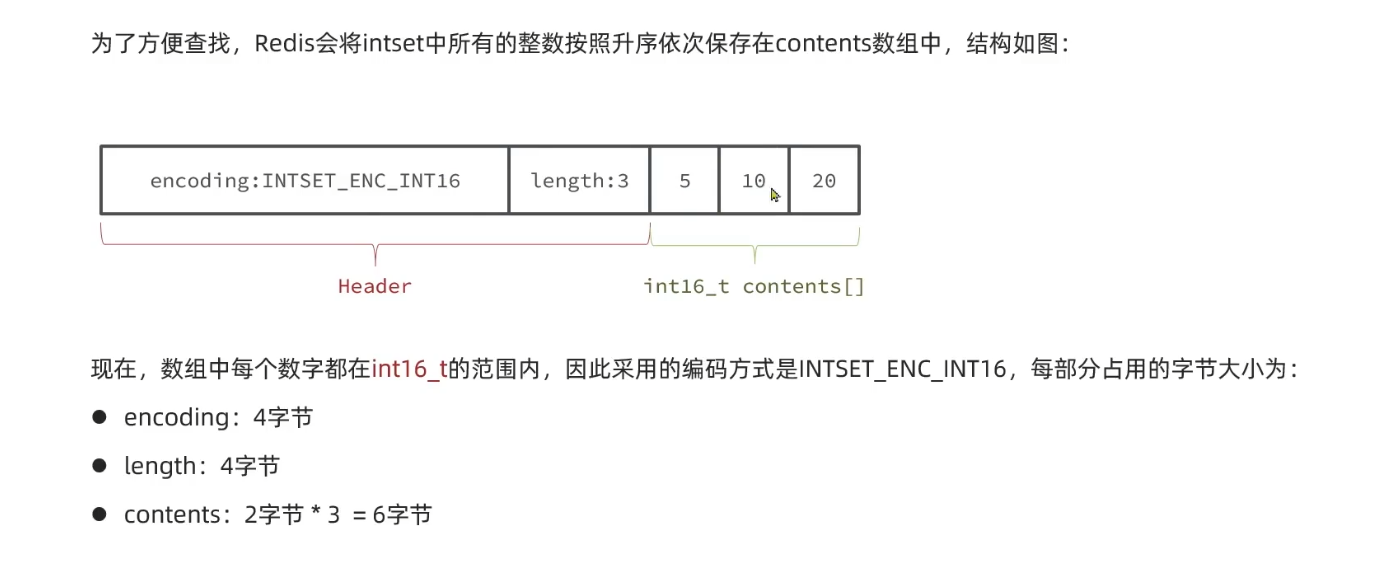 为了方便查找，Redis会将intset中所有的整数按照升序依次保存在contents数组中，结构如图：
encoding:INTSET_ENC_INT16 length:3 5 10 20
Header int16_t contents[]
现在，数组中每个数字都在int16_t的范围内，因此采用的编码方式是INTSET_ENC_INT16，每部分占用的字节大小为：
● encoding：4字节
● length：4字节
● contents：2字节 * 3 = 6字节